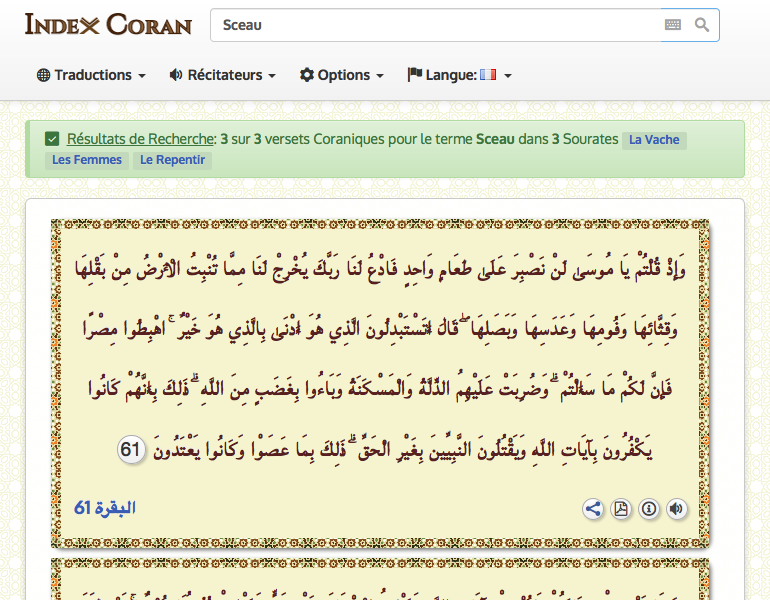 Index Coran
Sceau
Traductions Récitateurs Options Langue:
Résultats de Recherche: 3 sur 3 versets Coraniques pour le terme Sceau dans 3 Sourates La Vache
Les Femmes Le Repentir
وَإِذْ قُلْتُمْ يَا مُوسَى لَنْ نَصْبِرَ عَلَى طَعَامٍ وَاحِدٍ فَادْعُ لَنَا رَبَّكَ يُخْرِجْ لَنَا مِمَّا تُنْبِتُ الْأَرْضُ مِنْ بَقْلِهَا
وَقِثَّائِهَا وَفُومِهَا وَعَدَسِهَا وَبَصَلِهَا ۖ قَالَ أَتَسْتَبْدِلُونَ الَّذِي هُوَ أَدْنَى بِالَّذِي هُوَ خَيْرٌ ۚ اهْبِطُوا مِصْرًا
فَإِنَّ لَكُمْ مَا سَأَلْتُمْ ۗ وَضُرِبَتْ عَلَيْهِمُ الذِّلَّةُ وَالْمَسْكَنَةُ وَبَاءُوا بِغَضَبٍ مِنَ اللَّهِ ۗ ذَلِكَ بِأَنَّهُمْ كَانُوا
يَكْفُرُونَ بِآيَاتِ اللَّهِ وَيَقْتُلُونَ النَّبِيِّينَ بِغَيْرِ الْحَقِّ ۗ ذَلِكَ بِمَا عَصَوْا وَكَانُوا يَعْتَدُونَ 61
البقرة 61